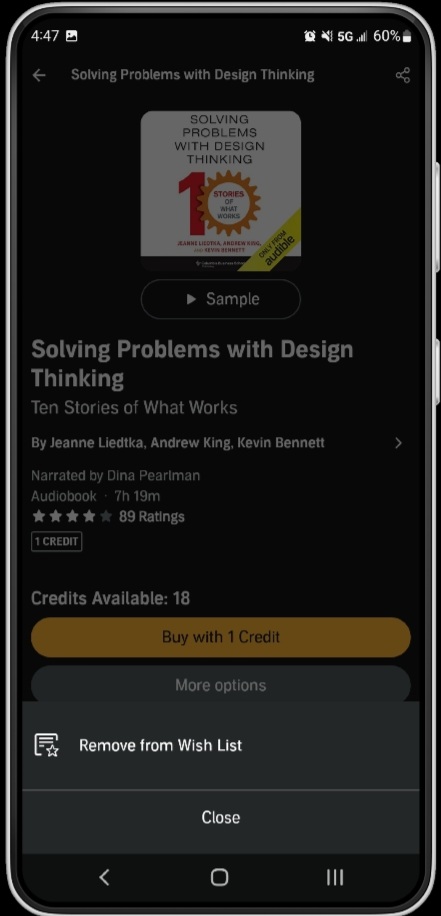 4:47
5G
60%
Solving Problems with Design Thinking
SOLVING
PROBLEMS
WITH DESIGN
THINKING
10
STORIES
OF
WHAT
WORKS
JEANNE LIEDTKA, ANDREW KING,
AND KEVIN BENNETT
ONLY FROM
audible
Sample
Solving Problems with Design
Thinking
Ten Stories of What Works
By Jeanne Liedtka, Andrew King, Kevin Bennett
Narrated by Dina Pearlman
Audiobook · 7h 19m
89 Ratings
1 CREDIT
Credits Available: 18
Buy with 1 Credit
More options
Remove from Wish List
Close